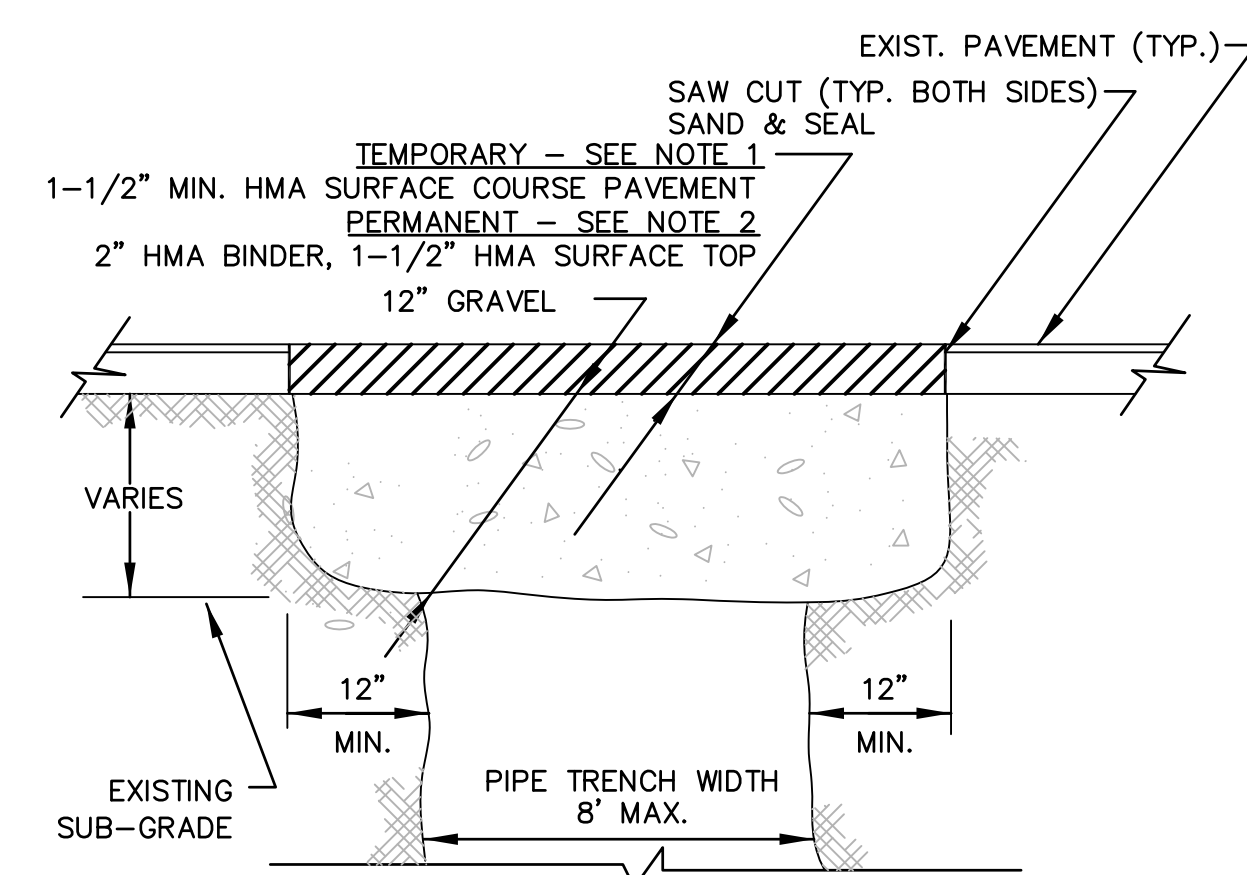 EXIST. PAVEMENT (TYP.)
SAW CUT (TYP. BOTH SIDES)
SAND & SEAL
TEMPORARY – SEE NOTE 1
1–1/2” MIN. HMA SURFACE COURSE PAVEMENT
PERMANENT – SEE NOTE 2
2” HMA BINDER, 1–1/2” HMA SURFACE TOP
12” GRAVEL
VARIES
12”
MIN.
12”
MIN.
EXISTING
SUB–GRADE
PIPE TRENCH WIDTH
8’ MAX.